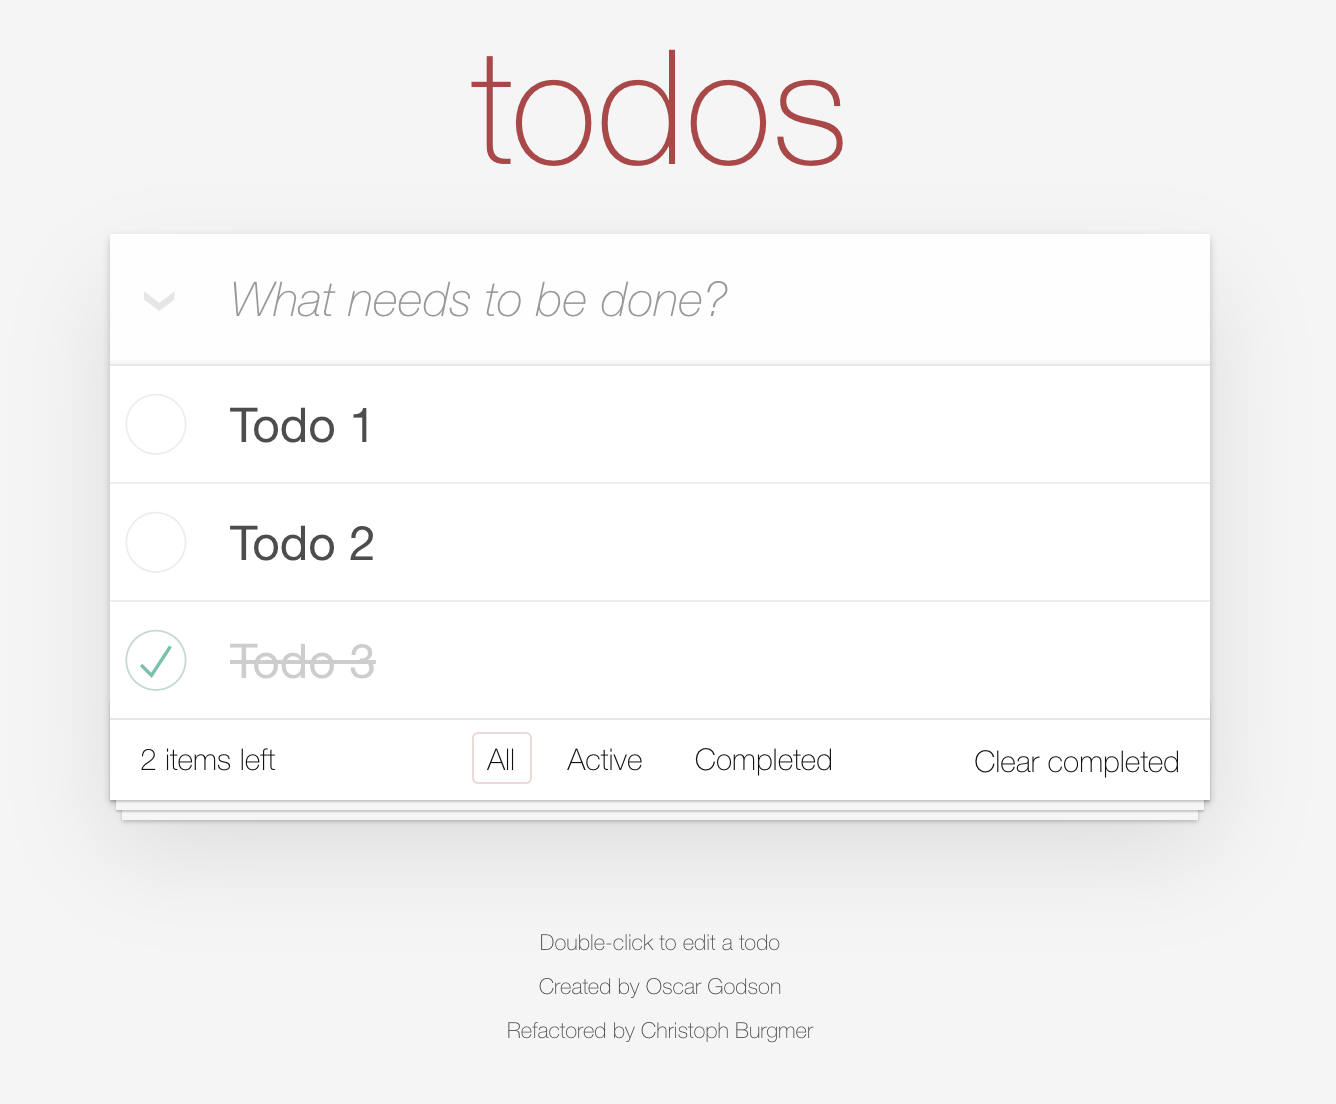 todos
What needs to be done?
Todo 1
Todo 2
Todo 3
2 items left All Active Completed Clear completed
Double-click to edit a todo
Created by Oscar Godson
Refactored by Christoph Burgmer